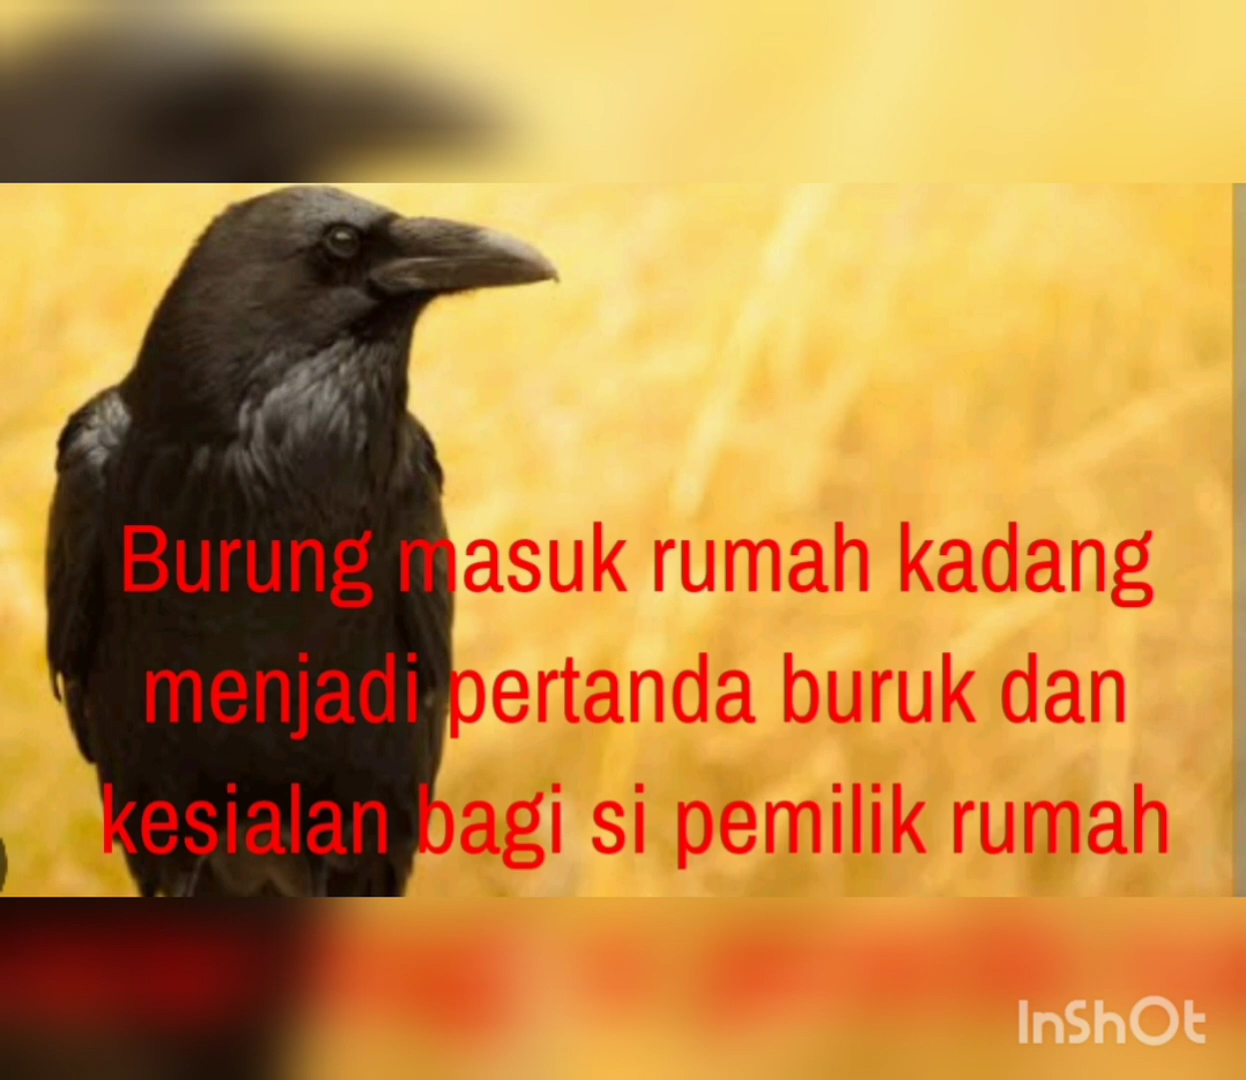 Burung masuk rumah kadang
menjadi pertanda buruk dan
kesialan bagi si pemilik rumah
InShOt